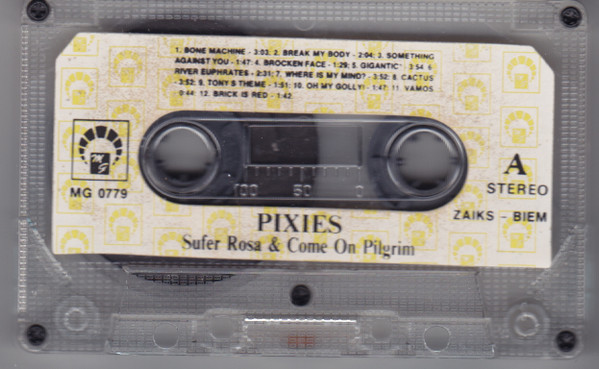 1. BONE MACHINE - 3:02; 2. BREAK MY BODY - 2:04; 3. SOMETHING
AGAINST YOU - 1:47; 4. BROCKEN FACE - 1:29; 5. GIGANTIC' 3:54 6.
RIVER EUPHRATES - 2:31; 7. WHERE IS MY MIND? - 3:52; 8. CACTUS
- 3:52; 9. TONY S THEME - 1:51; 10. OH MY GOLLY! - 1:47; 11. VAMOS
0:44; 12. BRICK IS RED - 1:42
MG
MG 0779
100 50 0
A
STEREO
ZAIKS - BIEM
PIXIES
Sufer Rosa & Come On Pilgrim